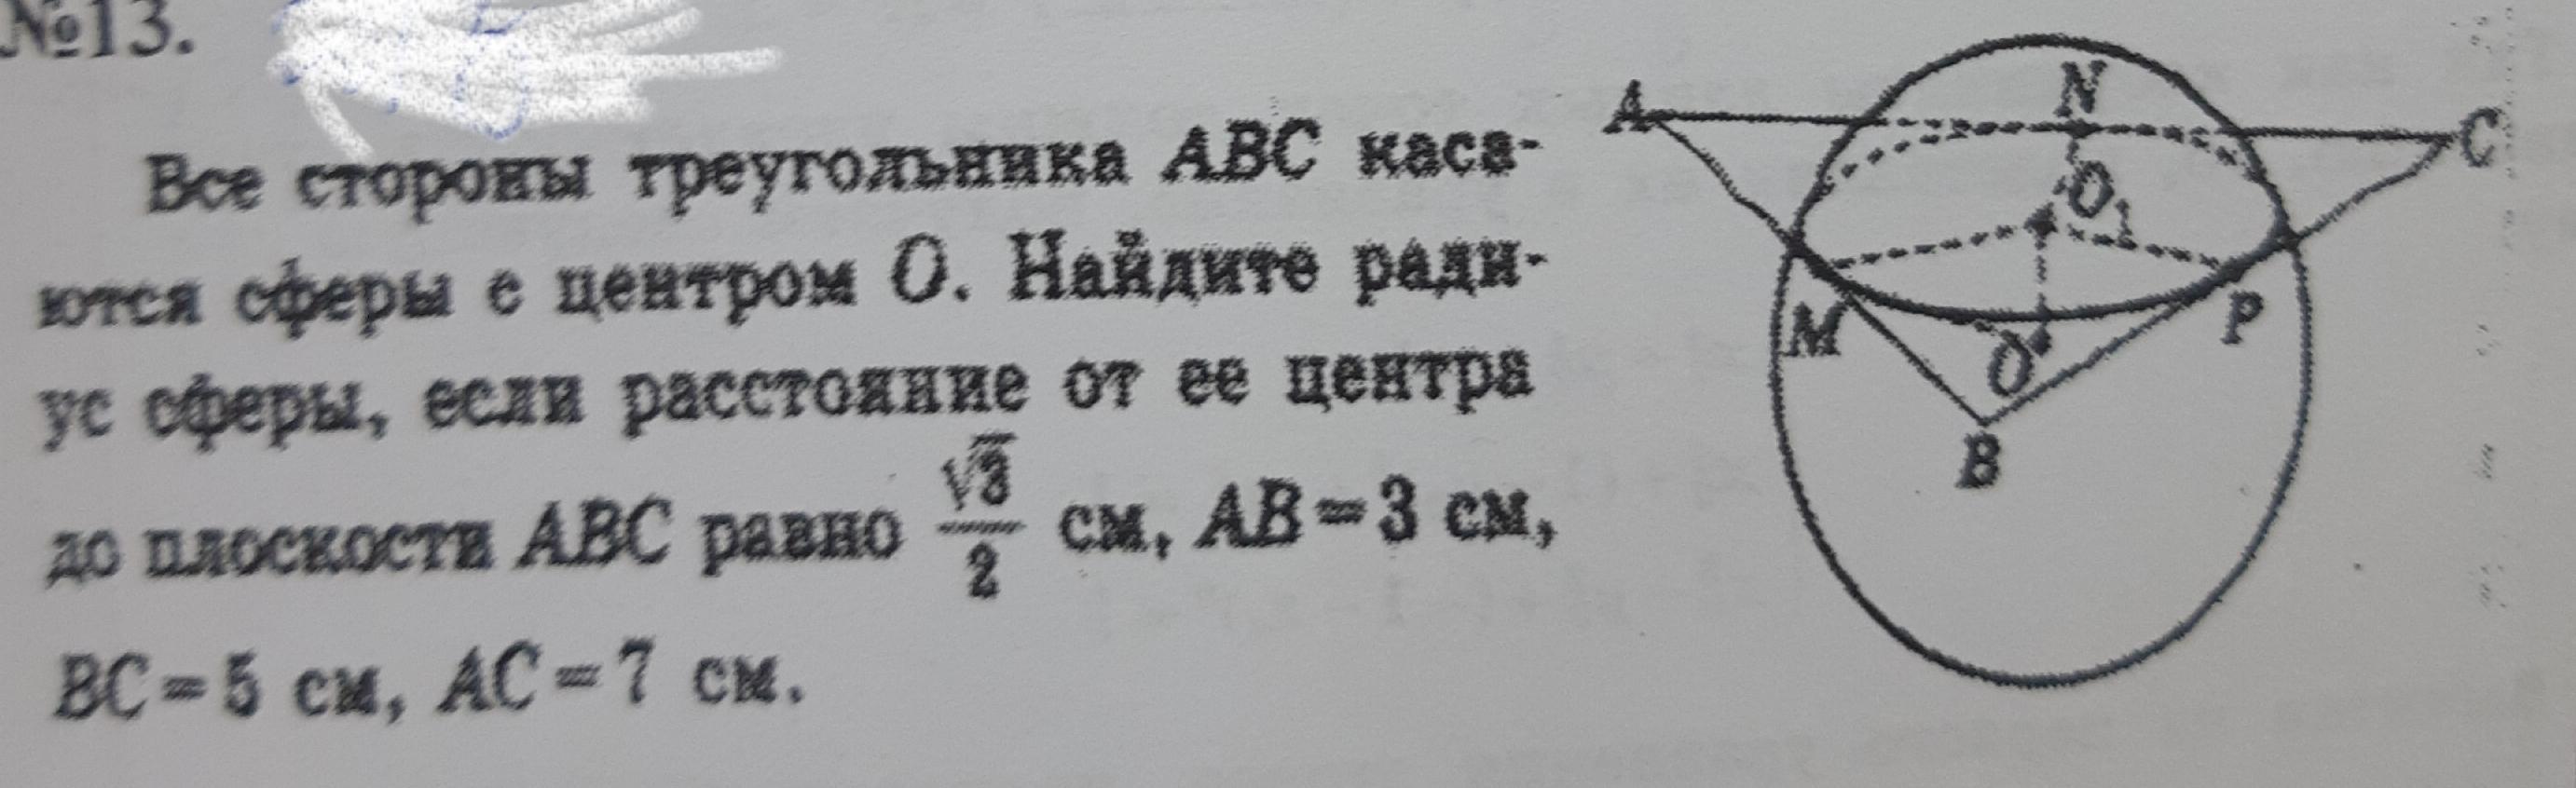 №13.
Все стороны треугольника ABC каса-
ются сферы с центром O. Найдите ради-
ус сферы, если расстояние от ее центра
до плоскости ABC равно √3/2 см, AB = 3 см,
BC = 5 см, AC = 7 см.
A
N
C
O₁
M
P
O
B